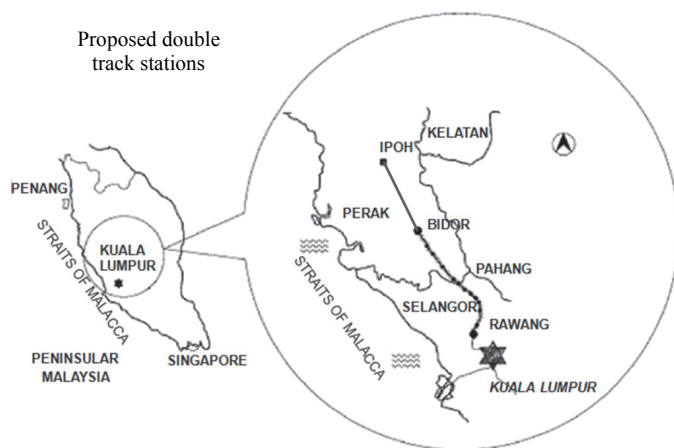 Proposed double
track stations
PENANG
KUALA
LUMPUR
STRAITS OF MALACCA
PENINSULAR
MALAYSIA
SINGAPORE
KELATAN
IPOH
PERAK
BIDOR
PAHANG
SELANGOR
STRAITS OF MALACCA
RAWANG
KUALA LUMPUR